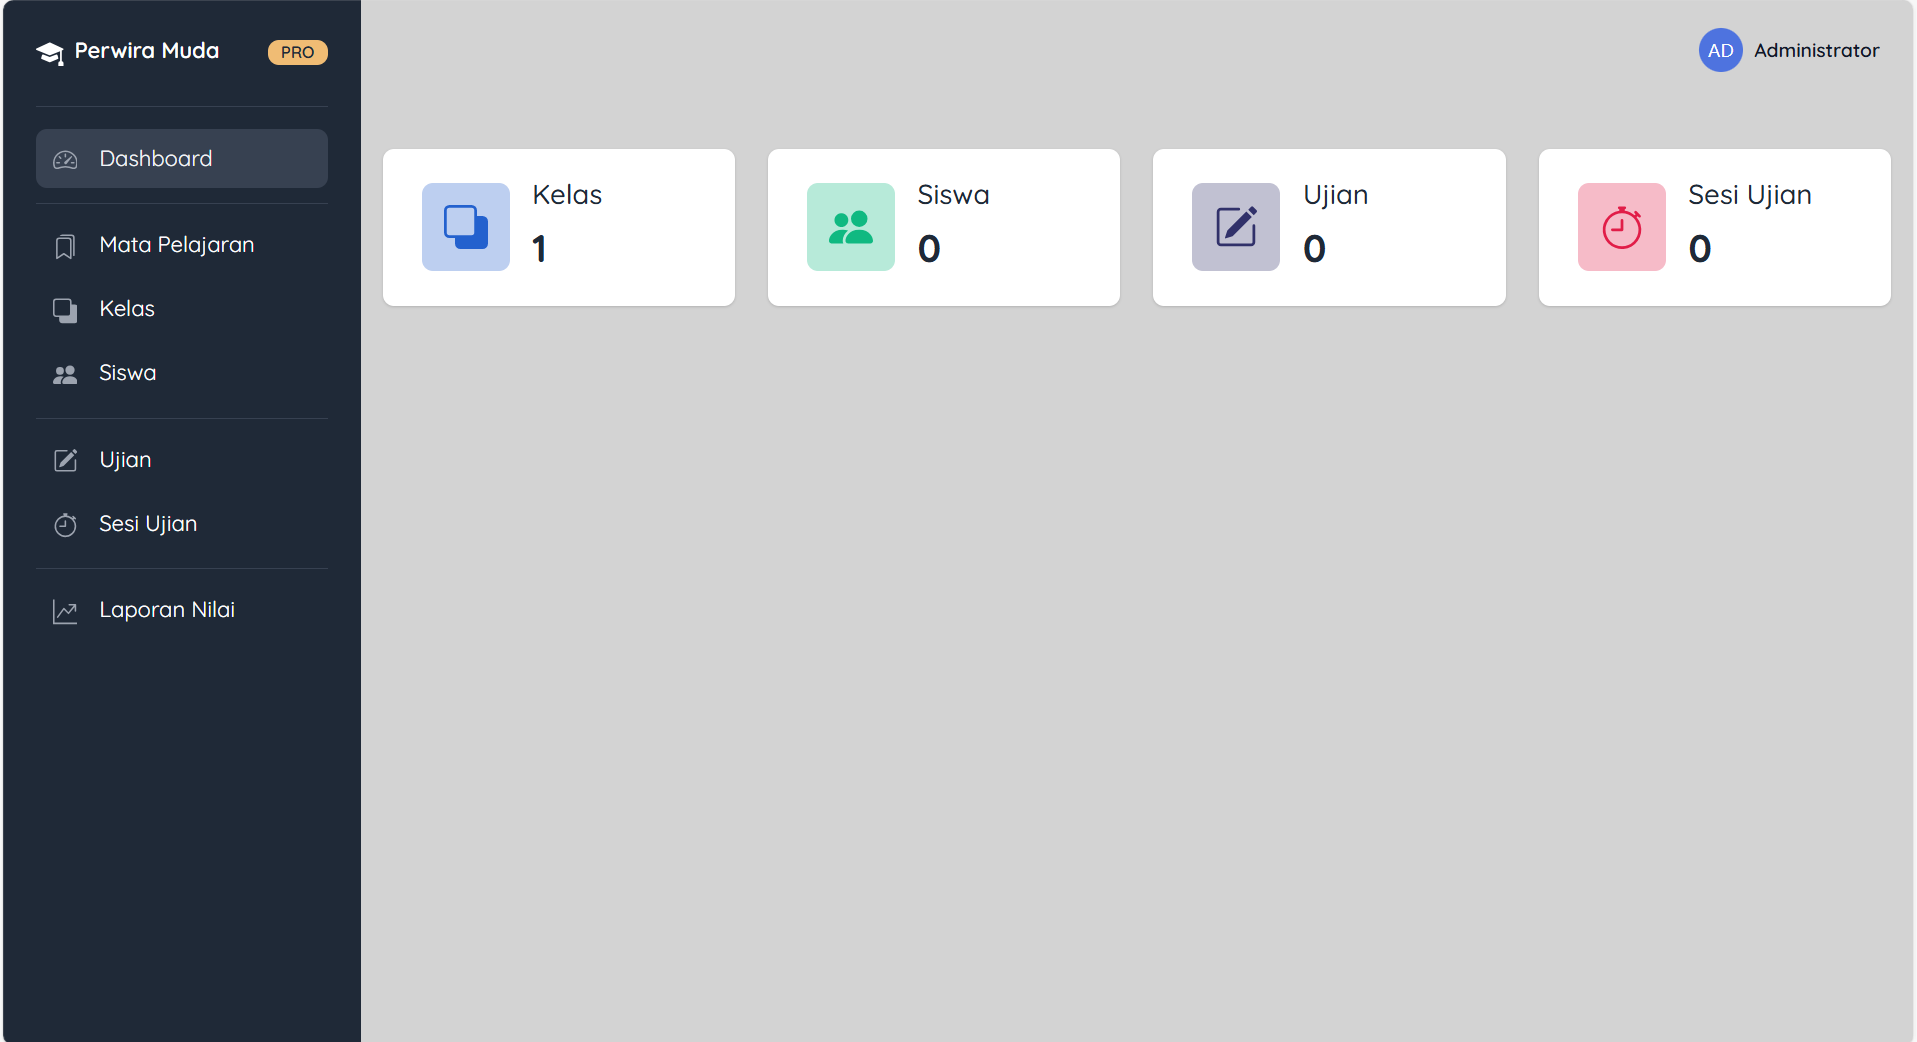 Perwira Muda
PRO
Dashboard
Mata Pelajaran
Kelas
Siswa
Ujian
Sesi Ujian
Laporan Nilai
AD
Administrator
Kelas
1
Siswa
0
Ujian
0
Sesi Ujian
0